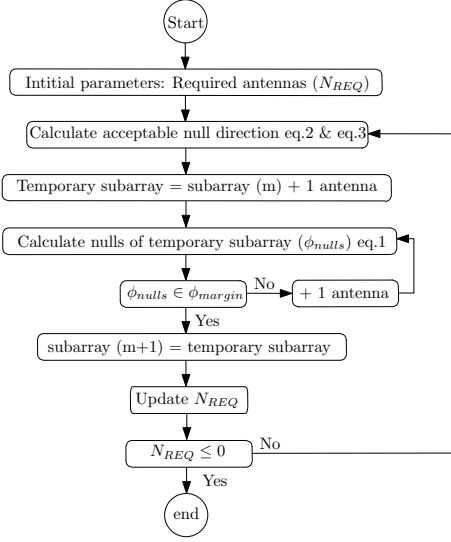 Start
Intitial parameters: Required antennas (N_REQ)
Calculate acceptable null direction eq.2 & eq.3
Temporary subarray = subarray (m) + 1 antenna
Calculate nulls of temporary subarray (ϕ_nulls) eq.1
ϕ_nulls ∈ ϕ_margin
No
+ 1 antenna
Yes
subarray (m+1) = temporary subarray
Update N_REQ
N_REQ ≤ 0
No
Yes
end